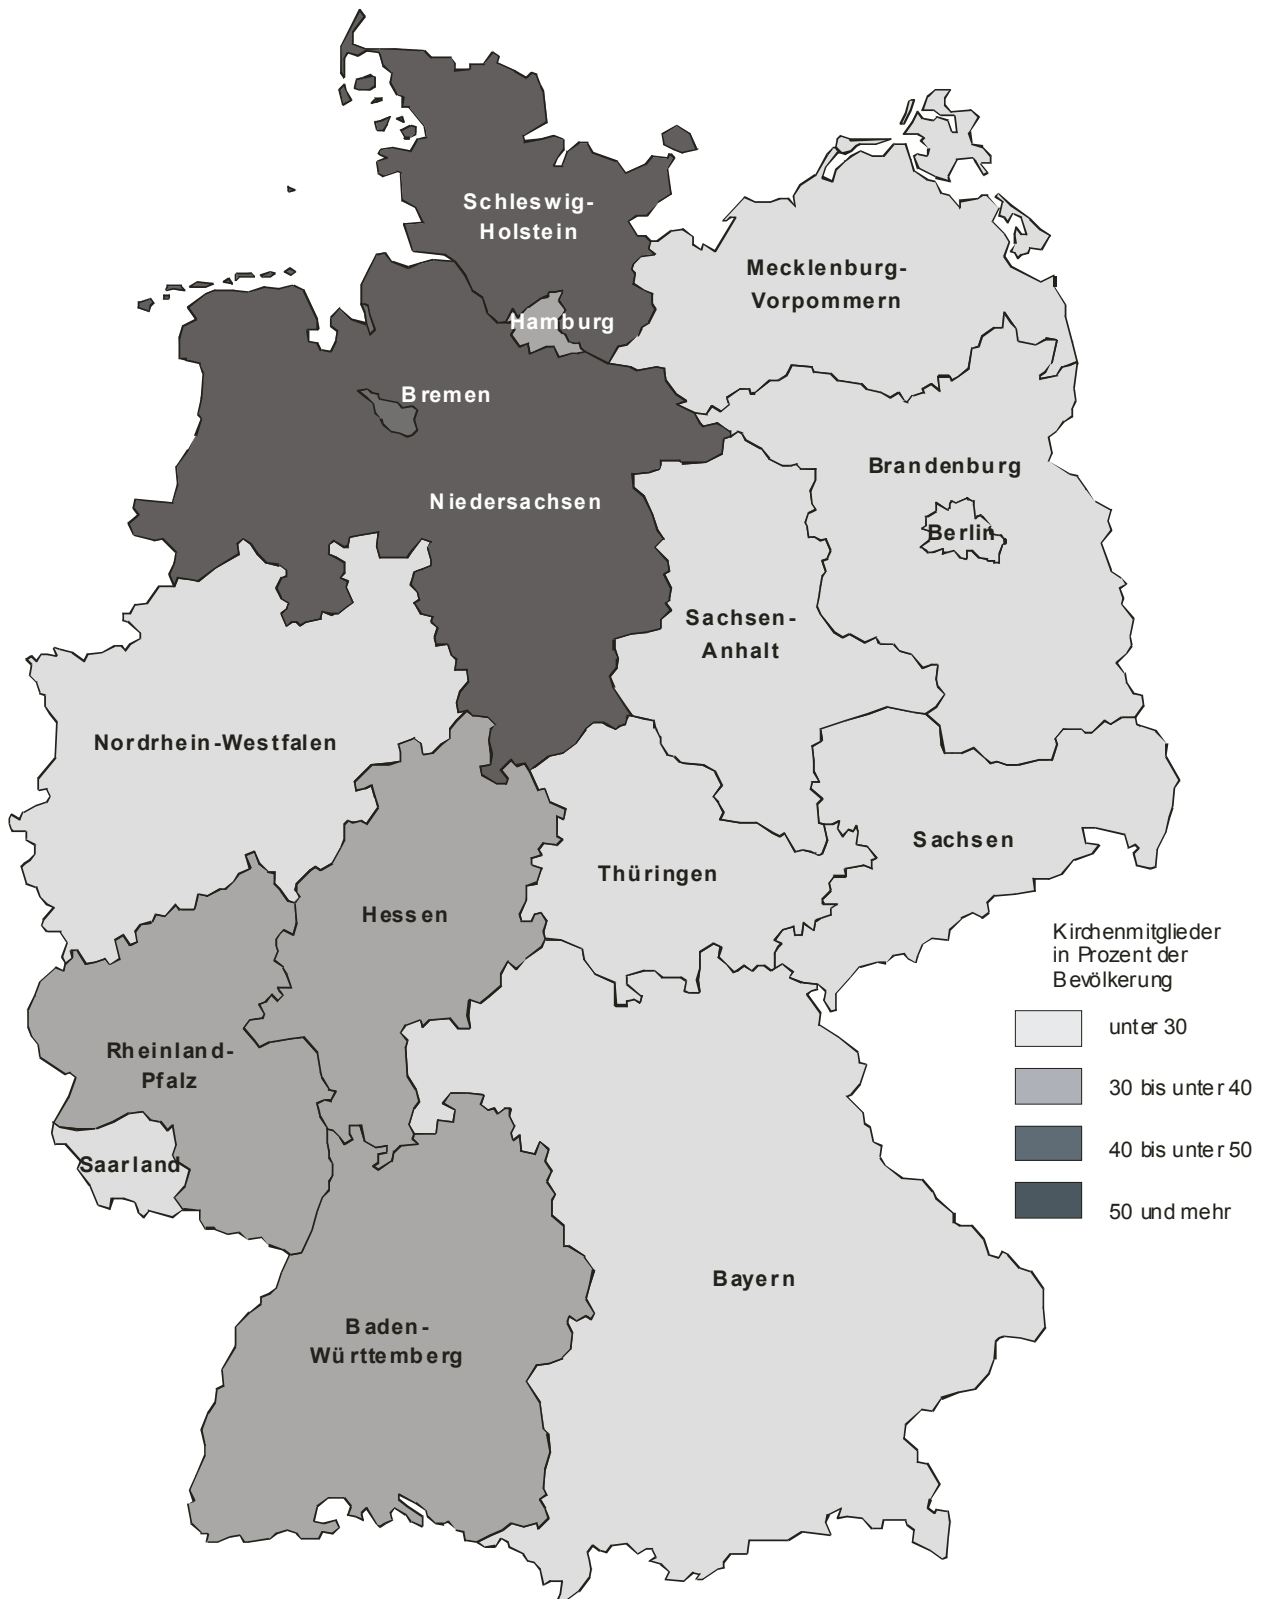 Schleswig-
Holstein
Mecklenburg-
Vorpommern
Hamburg
Bremen
Brandenburg
Niedersachsen
Berlin
Sachsen-
Anhalt
Nordrhein-Westfalen
Sachsen
Thüringen
Hessen
Kirchenmitglieder
in Prozent der
Bevölkerung
unter 30
30 bis unter 40
40 bis unter 50
50 und mehr
Rheinland-
Pfalz
Saarland
Bayern
Baden-
Württemberg